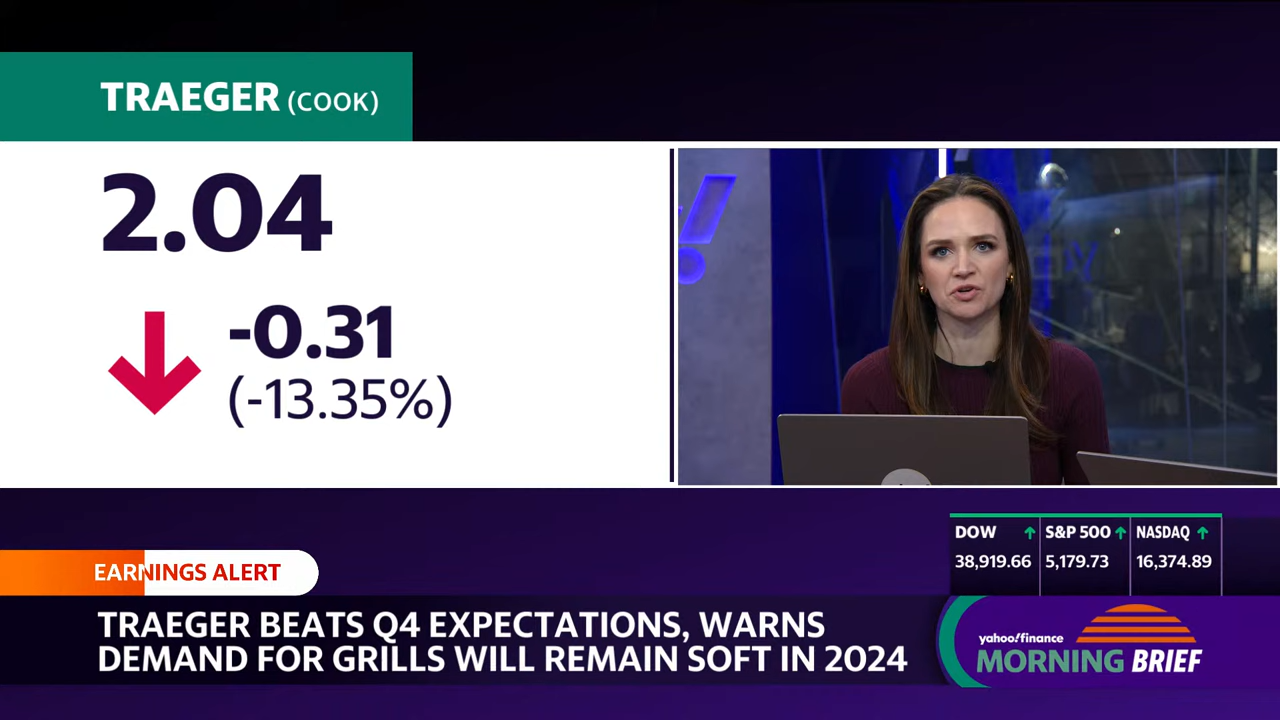 TRAEGER (COOK)
2.04
-0.31
(-13.35%)
!
EARNINGS ALERT
TRAEGER BEATS Q4 EXPECTATIONS, WARNS
DEMAND FOR GRILLS WILL REMAIN SOFT IN 2024
DOW S&P 500 NASDAQ
38,919.66 5,179.73 16,374.89
yahoo!finance
MORNING BRIEF